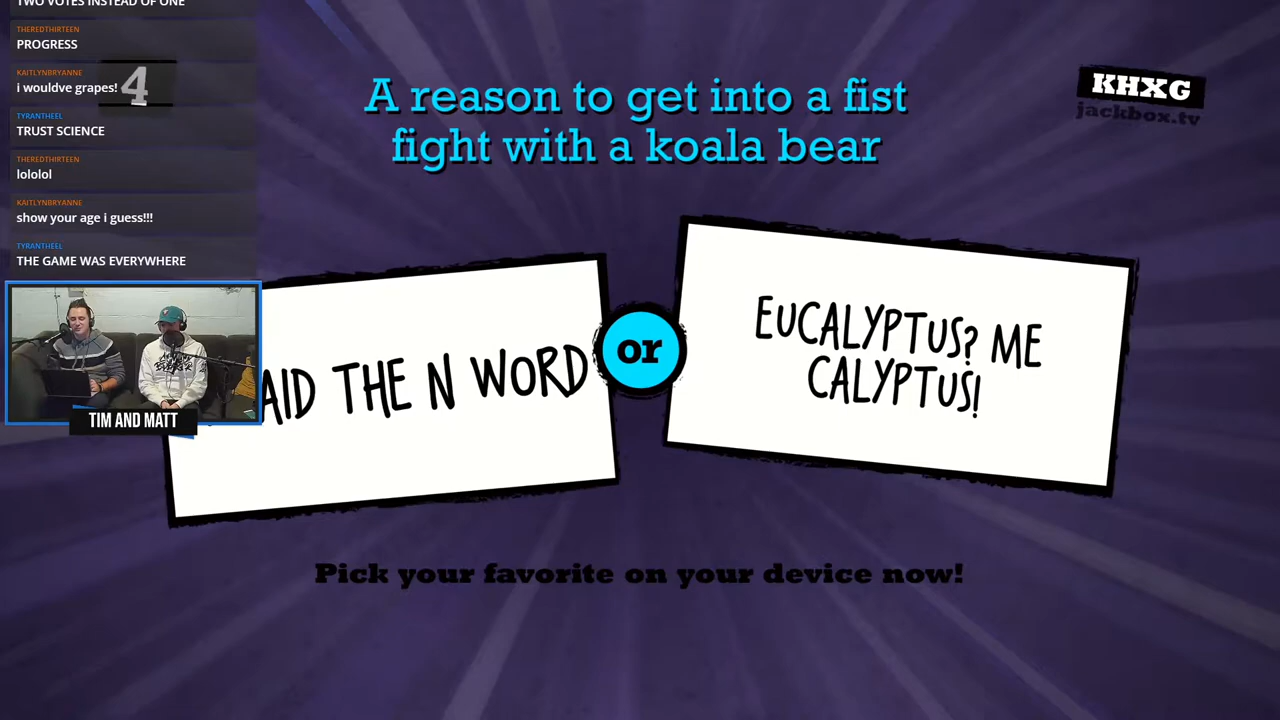 TWO VOTES INSTEAD OF ONE
THEREDTHIRTEEN
PROGRESS
KAITLYNBRYANNE
i wouldve grapes!
4
TYRANTHEEL
TRUST SCIENCE
THEREDTHIRTEEN
lololol
KAITLYNBRYANNE
show your age i guess!!!
TYRANTHEEL
THE GAME WAS EVERYWHERE
TIM AND MATT
A reason to get into a fist
fight with a koala bear
KHXG
jackbox.tv
AID THE N WORD
or
EUCALYPTUS? ME
CALYPTUS!
Pick your favorite on your device now!